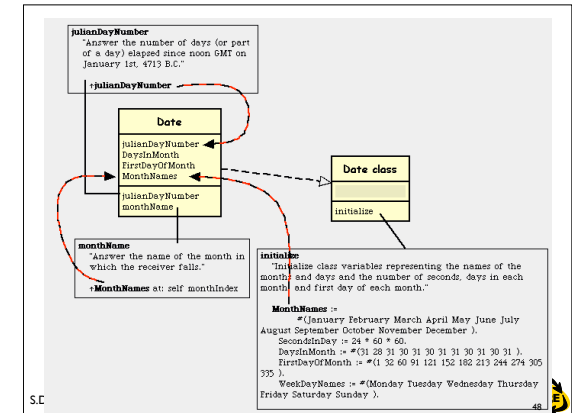 julianDayNumber
"Answer the number of days (or part
of a day) elapsed since noon GMT on
January 1st, 4713 B.C."
↑julianDayNumber
Date
julianDayNumber
DaysInMonth
FirstDayOfMonth
MonthNames
julianDayNumber
monthName
Date class
initialize
monthName
"Answer the name of the month in
which the receiver falls."
↑MonthNames at: self monthIndex
initialize
"Initialize class variables representing the names of the
months and days and the number of seconds, days in each
month, and first day of each month."
MonthNames :=
#(January February March April May June July
August September October November December ).
SecondsInDay := 24 * 60 * 60.
DaysInMonth := #(31 28 31 30 31 30 31 31 30 31 30 31 ).
FirstDayOfMonth := #(1 32 60 91 121 152 182 213 244 274 305
335 ).
WeekDayNames := #(Monday Tuesday Wednesday Thursday
Friday Saturday Sunday ).
S.D
48